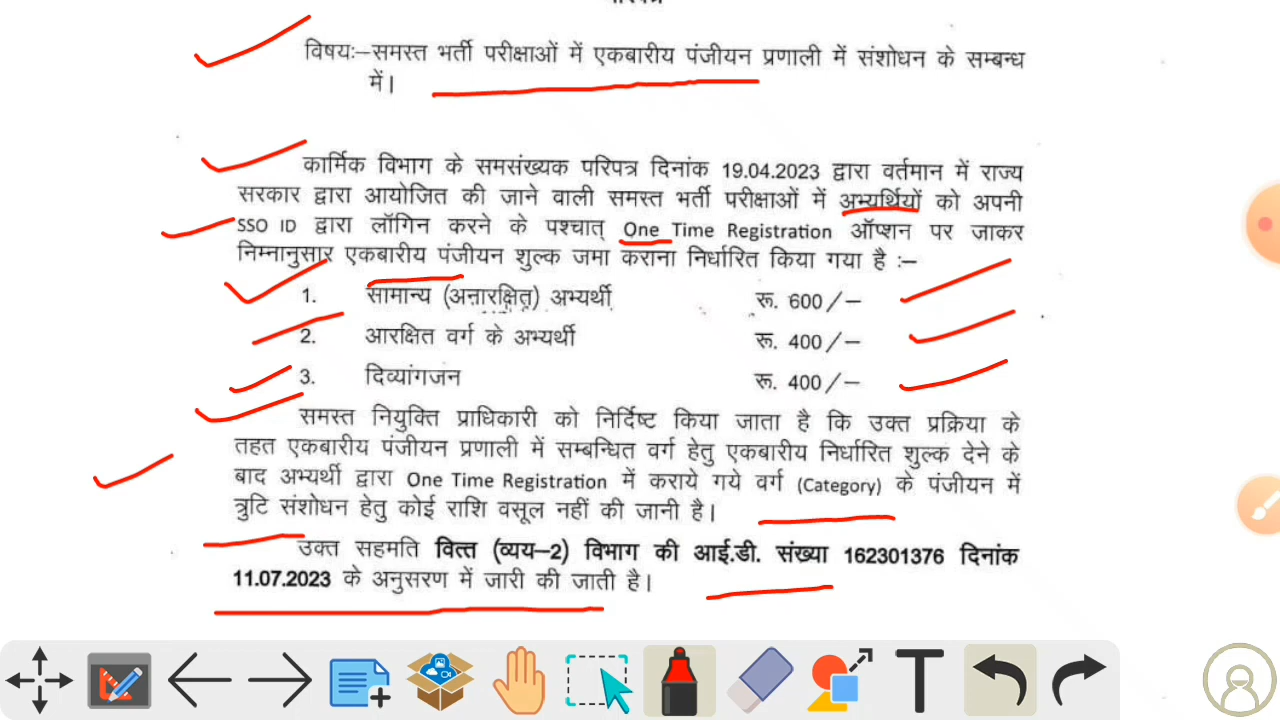 विषयः–समस्त भर्ती परीक्षाओं में एकबारीय पंजीयन प्रणाली में संशोधन के सम्बन्ध
में।
कार्मिक विभाग के समसंख्यक परिपत्र दिनांक 19.04.2023 द्वारा वर्तमान में राज्य
सरकार द्वारा आयोजित की जाने वाली समस्त भर्ती परीक्षाओं में अभ्यर्थियों को अपनी
SSO ID द्वारा लॉगिन करने के पश्चात् One Time Registration ऑप्शन पर जाकर
निम्नानुसार एकबारीय पंजीयन शुल्क जमा कराना निर्धारित किया गया है :–
1. सामान्य (अनारक्षित) अभ्यर्थी रू. 600/–
2. आरक्षित वर्ग के अभ्यर्थी रू. 400/–
3. दिव्यांगजन रू. 400/–
समस्त नियुक्ति प्राधिकारी को निर्दिष्ट किया जाता है कि उक्त प्रक्रिया के
तहत एकबारीय पंजीयन प्रणाली में सम्बन्धित वर्ग हेतु एकबारीय निर्धारित शुल्क देने के
बाद अभ्यर्थी द्वारा One Time Registration में कराये गये वर्ग (Category) के पंजीयन में
त्रुटि संशोधन हेतु कोई राशि वसूल नहीं की जानी है।
उक्त सहमति वित्त (व्यय–2) विभाग की आई.डी. संख्या 162301376 दिनांक
11.07.2023 के अनुसरण में जारी की जाती है।
T